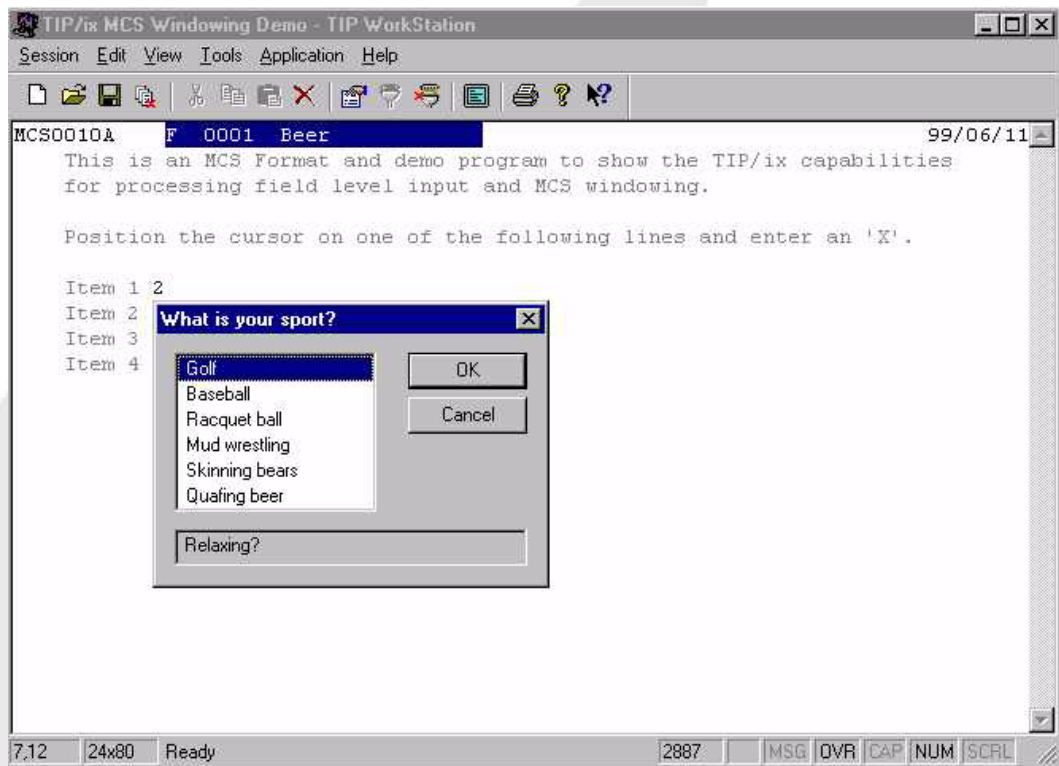 TIP/ix MCS Windowing Demo - TIP WorkStation
Session Edit View Tools Application Help
MCS0010A F 0001 Beer 99/06/11
This is an MCS Format and demo program to show the TIP/ix capabilities
for processing field level input and MCS windowing.
Position the cursor on one of the following lines and enter an 'X'.
Item 1 2
Item 2
Item 3
Item 4
What is your sport?
Golf
Baseball
Racquet ball
Mud wrestling
Skinning bears
Quafing beer
OK
Cancel
Relaxing?
7,12 24x80 Ready 2887 MSG OVR CAP NUM SCRL